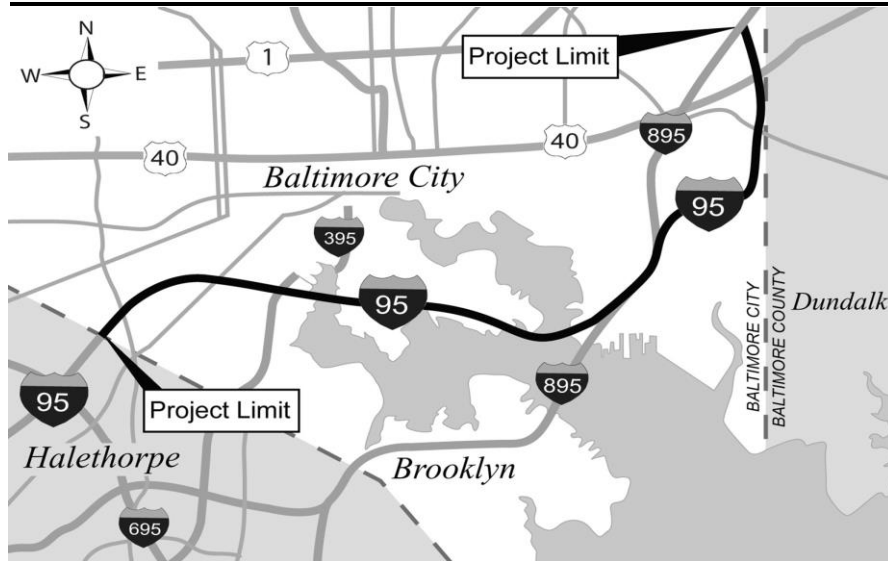 N
W E
S
1
Project Limit
40
40
895
Baltimore City
95
395
95
BALTIMORE CITY
BALTIMORE COUNTY
Dundalk
895
95
Project Limit
Halethorpe
Brooklyn
695